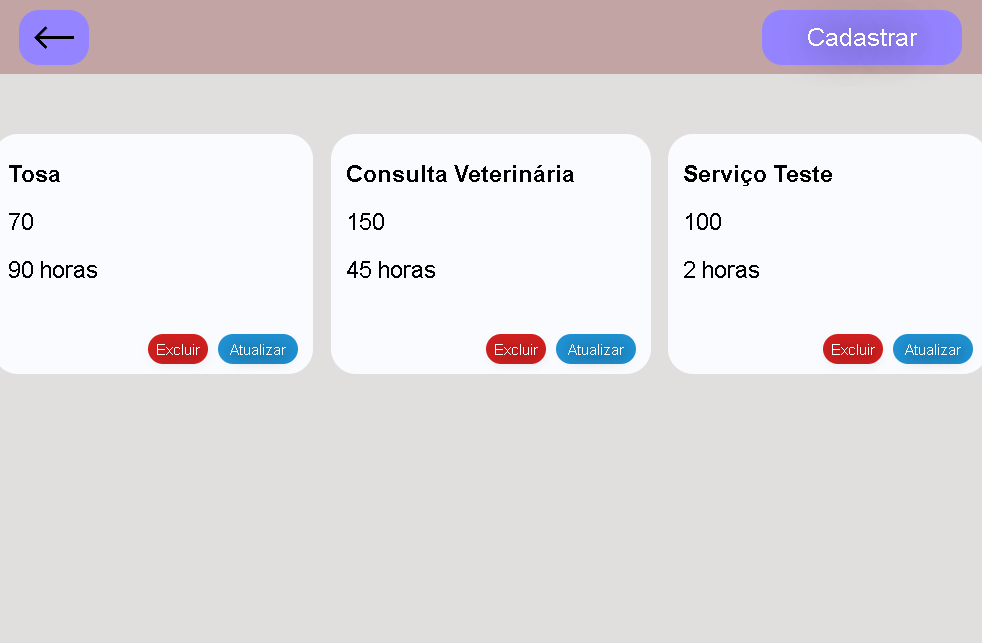 Cadastrar
Tosa
70
90 horas
Excluir Atualizar
Consulta Veterinária
150
45 horas
Excluir Atualizar
Serviço Teste
100
2 horas
Excluir Atualizar